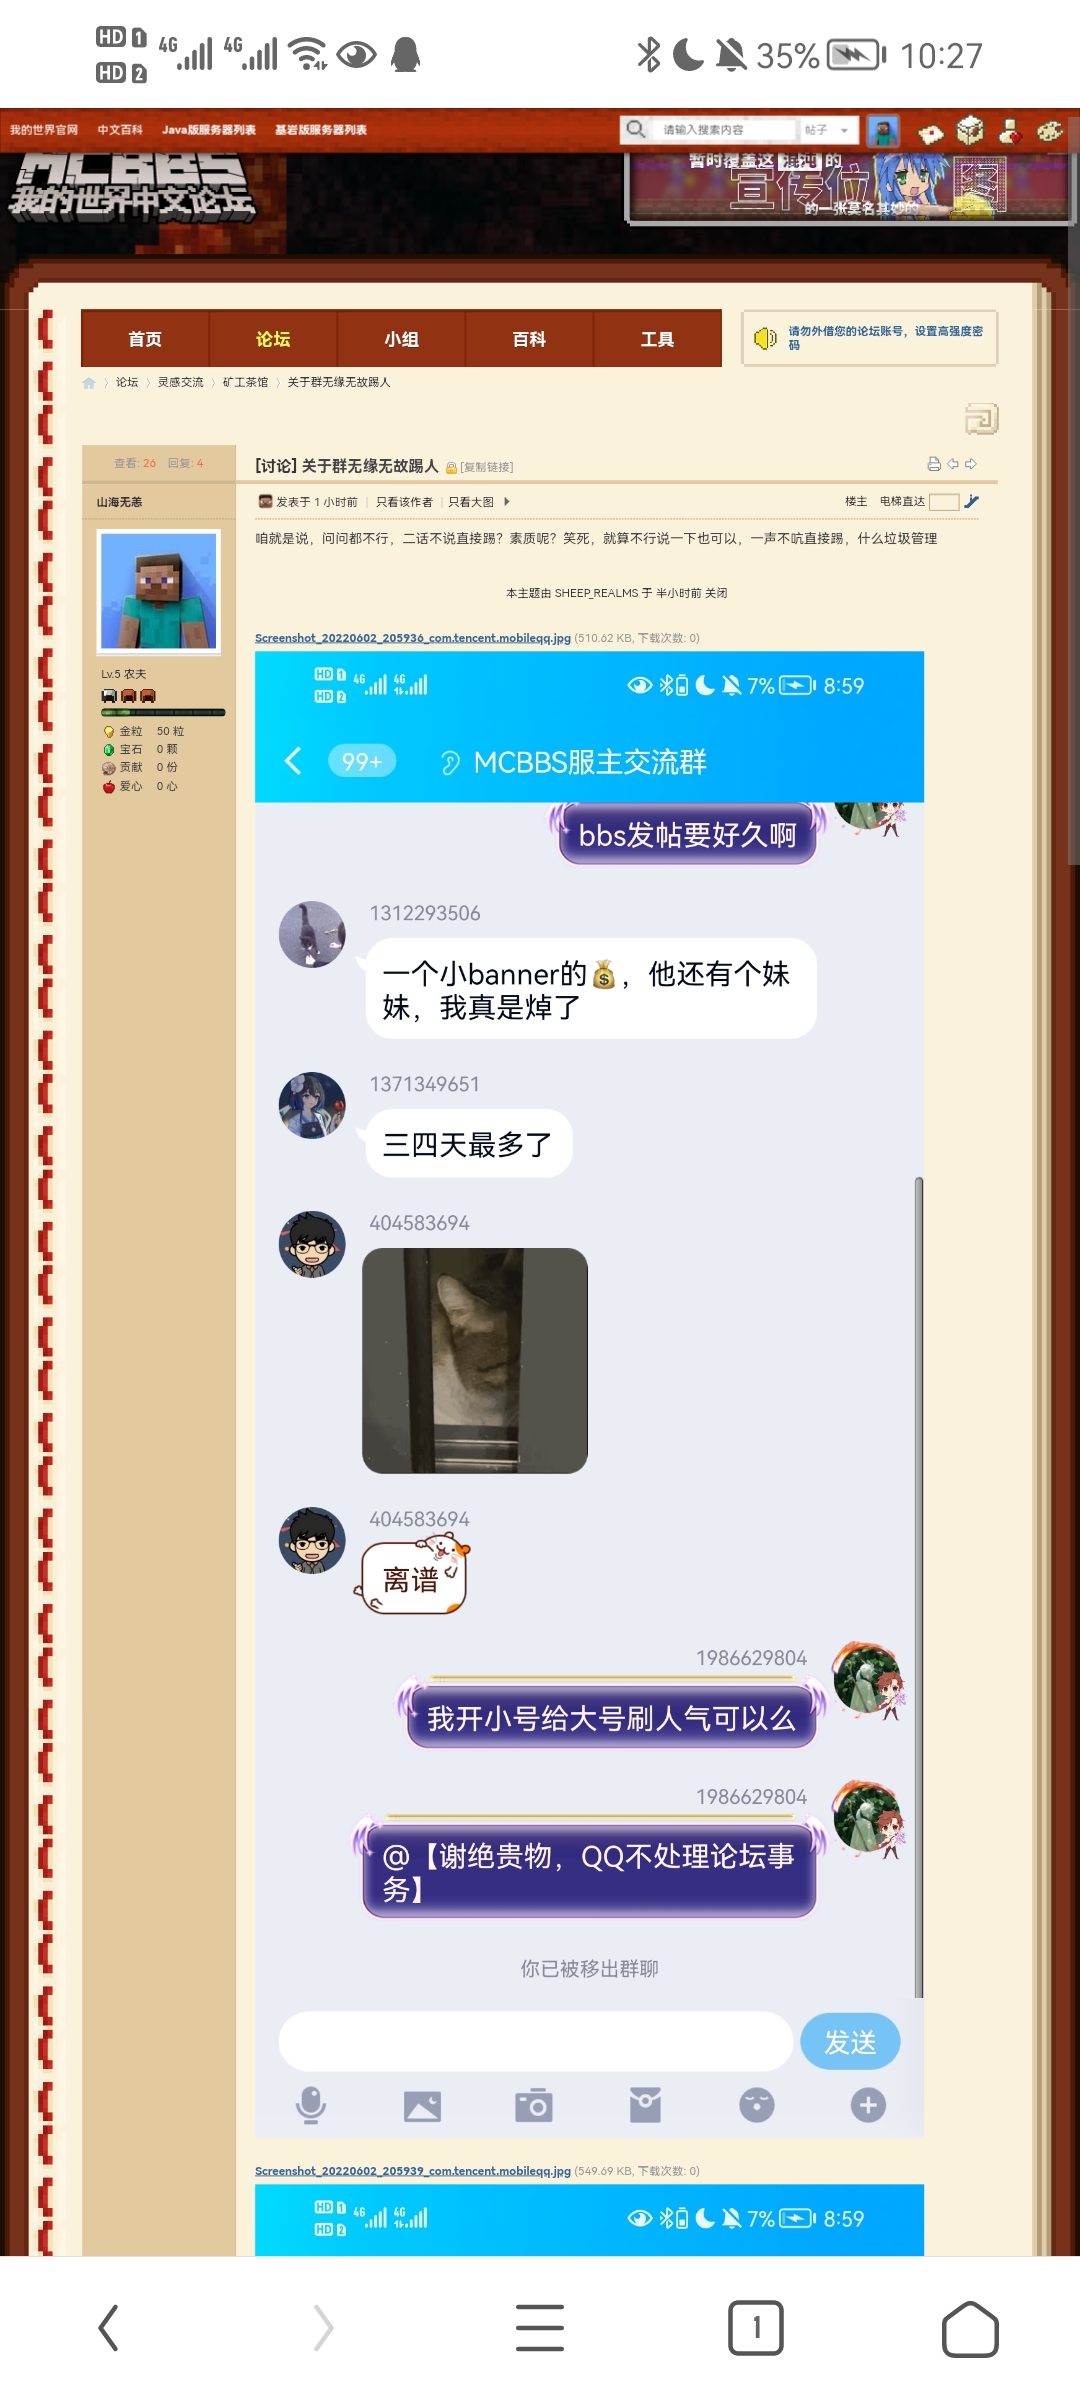 HD 1 4G 4G 35% 10:27
HD 2
我的世界官网 中文百科 Java版服务器列表 基岩版服务器列表 请输入搜索内容 帖子
MCBBS
我的世界中文论坛
暂时覆盖这 混沌 的
宣传位 图
的一张莫名其妙的
首页 论坛 小组 百科 工具
请勿外借您的论坛账号，设置高强度密
码
论坛 灵感交流 矿工茶馆 关于群无缘无故踢人
查看: 26 回复: 4
[讨论] 关于群无缘无故踢人 [复制链接]
山海无恙
发表于 1 小时前 | 只看该作者 | 只看大图
楼主 电梯直达
咱就是说，问问都不行，二话不说直接踢？素质呢？笑死，就算不行说一下也可以，一声不吭直接踢，什么垃圾管理
本主题由 SHEEP_REALMS 于 半小时前 关闭
Lv.5 农夫
金粒 50 粒
宝石 0 颗
贡献 0 份
爱心 0 心
Screenshot_20220602_205936_com.tencent.mobileqq.jpg (510.62 KB, 下载次数: 0)
HD 1 4G 4G 7% 8:59
HD 2
99+ MCBBS服主交流群
bbs发帖要好久啊
1312293506
一个小banner的💰，他还有个妹
妹，我真是焯了
1371349651
三四天最多了
404583694
404583694
离谱
1986629804
我开小号给大号刷人气可以么
1986629804
@【谢绝贵物，QQ不处理论坛事
务】
你已被移出群聊
发送
Screenshot_20220602_205939_com.tencent.mobileqq.jpg (549.69 KB, 下载次数: 0)
HD 1 4G 4G 7% 8:59
HD 2
1